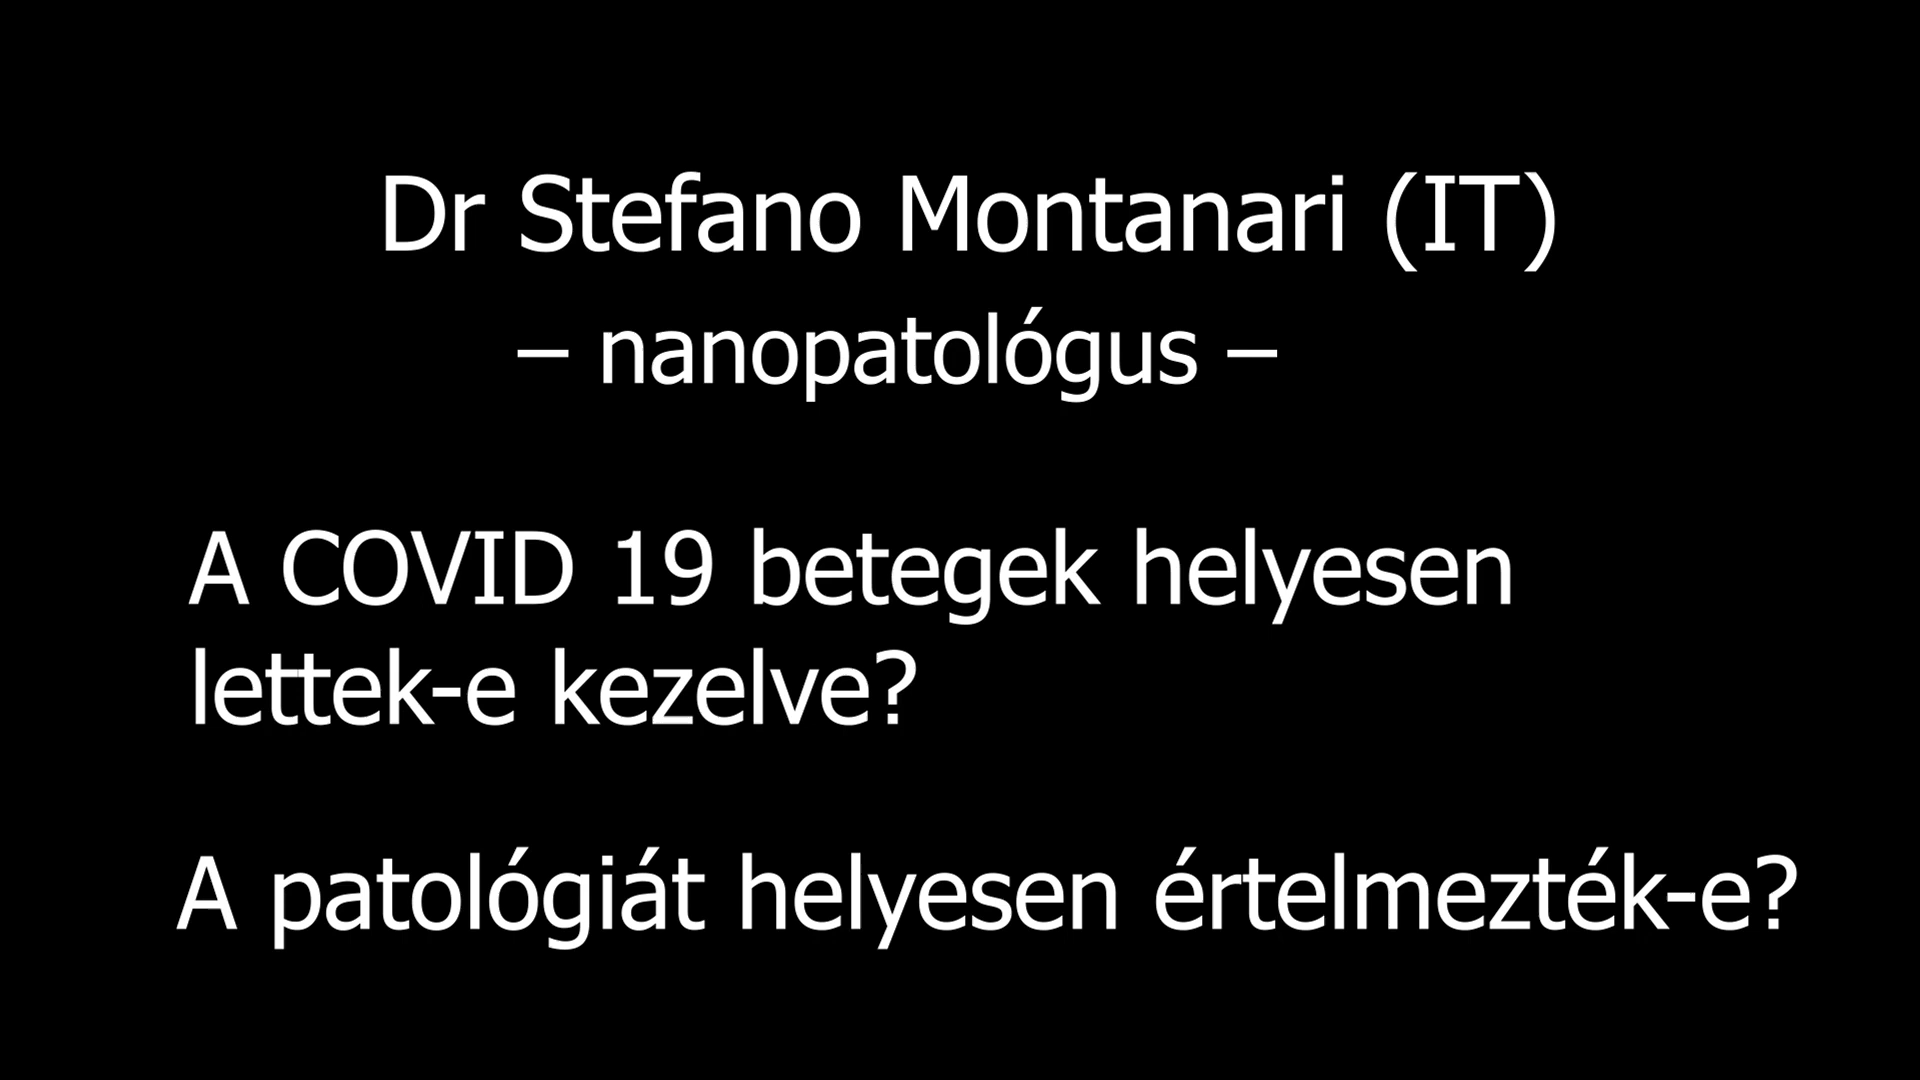 Dr Stefano Montanari (IT)
– nanopatológus –
A COVID 19 betegek helyesen
lettek-e kezelve?
A patológiát helyesen értelmezték-e?